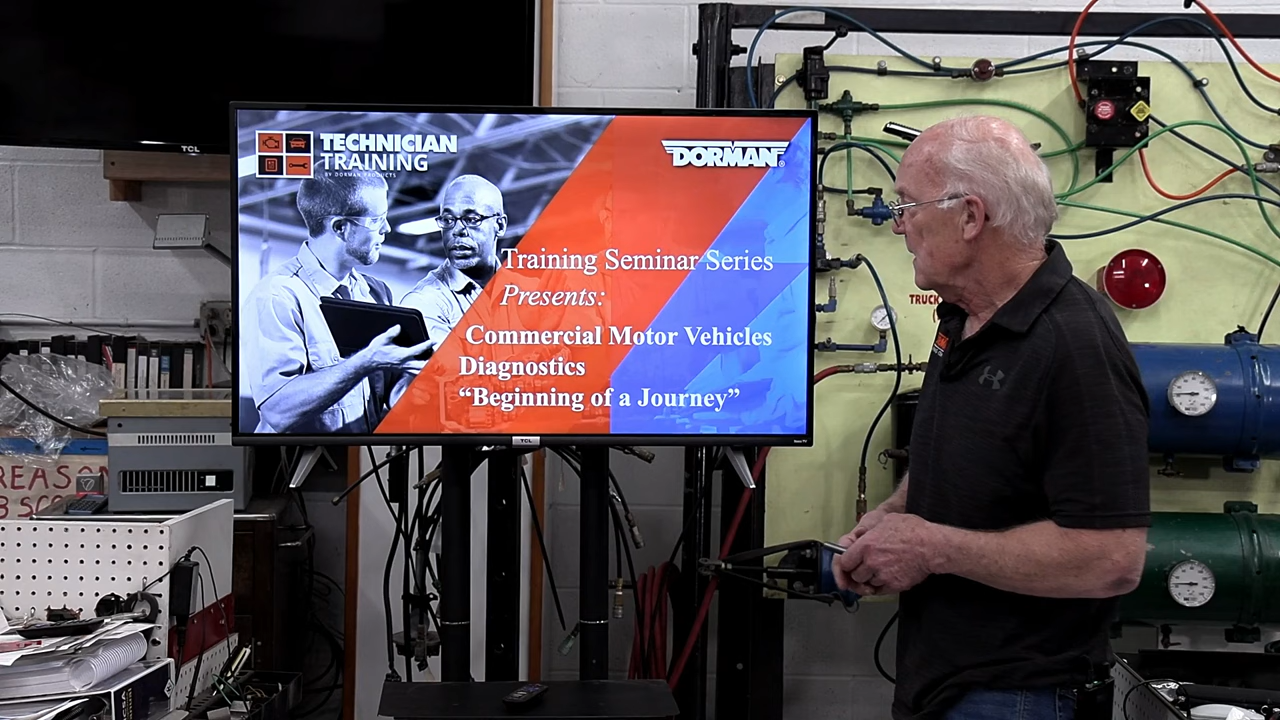 TCL
TECHNICIAN
TRAINING
BY DORMAN PRODUCTS
DORMAN
Training Seminar Series
Presents:
Commercial Motor Vehicles
Diagnostics
“Beginning of a Journey”
TCL
TRUCK
REASON